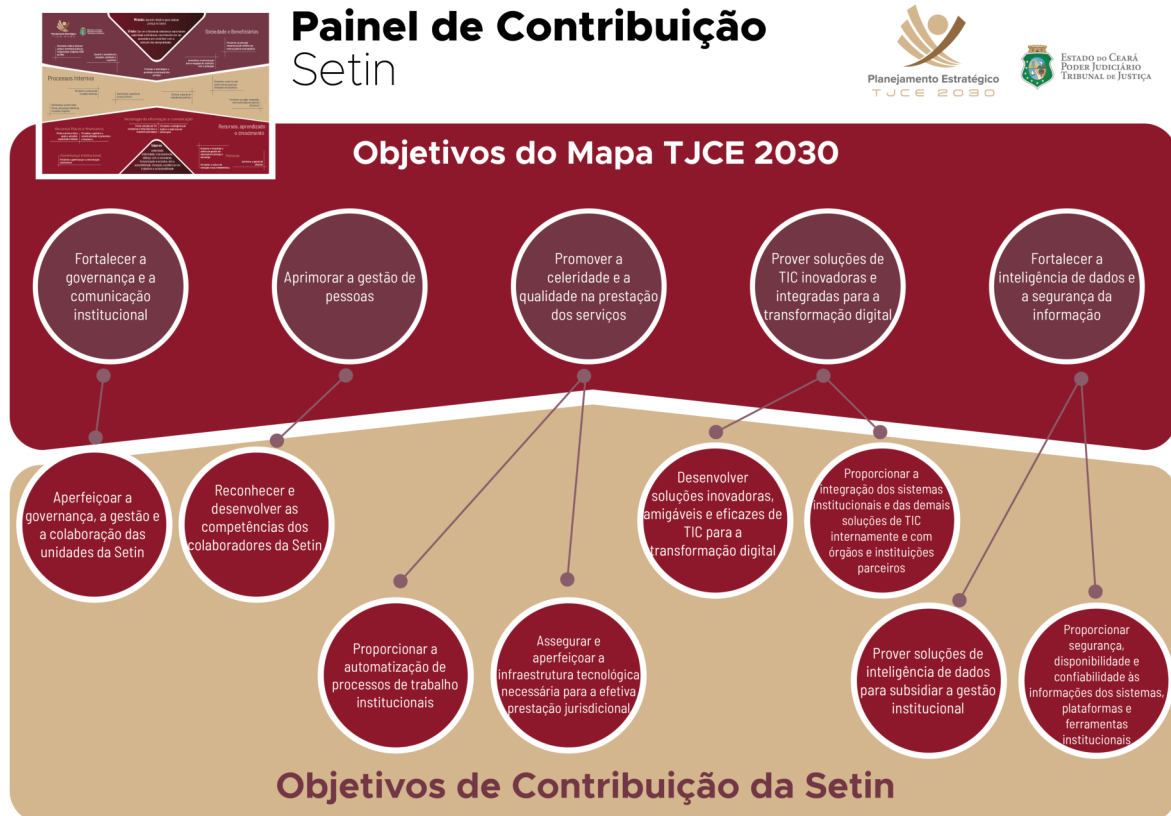 Painel de Contribuição
Setin
Planejamento Estratégico
TJCE 2030
ESTADO DO CEARÁ
PODER JUDICIÁRIO
TRIBUNAL DE JUSTIÇA
Sociedade e Beneficiários
Processos Internos
Recursos, aprendizado
e crescimento
Objetivos do Mapa TJCE 2030
Fortalecer a
governança e a
comunicação
institucional
Aprimorar a gestão de
pessoas
Promover a
celeridade e a
qualidade na prestação
dos serviços
Prover soluções de
TIC inovadoras e
integradas para a
transformação digital
Fortalecer a
inteligência de dados e
a segurança da
informação
Aperfeiçoar a
governança, a gestão e
a colaboração das
unidades da Setin
Reconhecer e
desenvolver as
competências dos
colaboradores da Setin
Proporcionar a
automatização de
processos de trabalho
institucionais
Assegurar e
aperfeiçoar a
infraestrutura tecnológica
necessária para a efetiva
prestação jurisdicional
Desenvolver
soluções inovadoras,
amigáveis e eficazes de
TIC para a
transformação digital
Proporcionar a
integração dos sistemas
institucionais e das demais
soluções de TIC
internamente e com
órgãos e instituições
parceiros
Prover soluções de
inteligência de dados
para subsidiar a gestão
institucional
Proporcionar
segurança,
disponibilidade e
confiabilidade às
informações dos sistemas,
plataformas e
ferramentas
institucionais
Objetivos de Contribuição da Setin